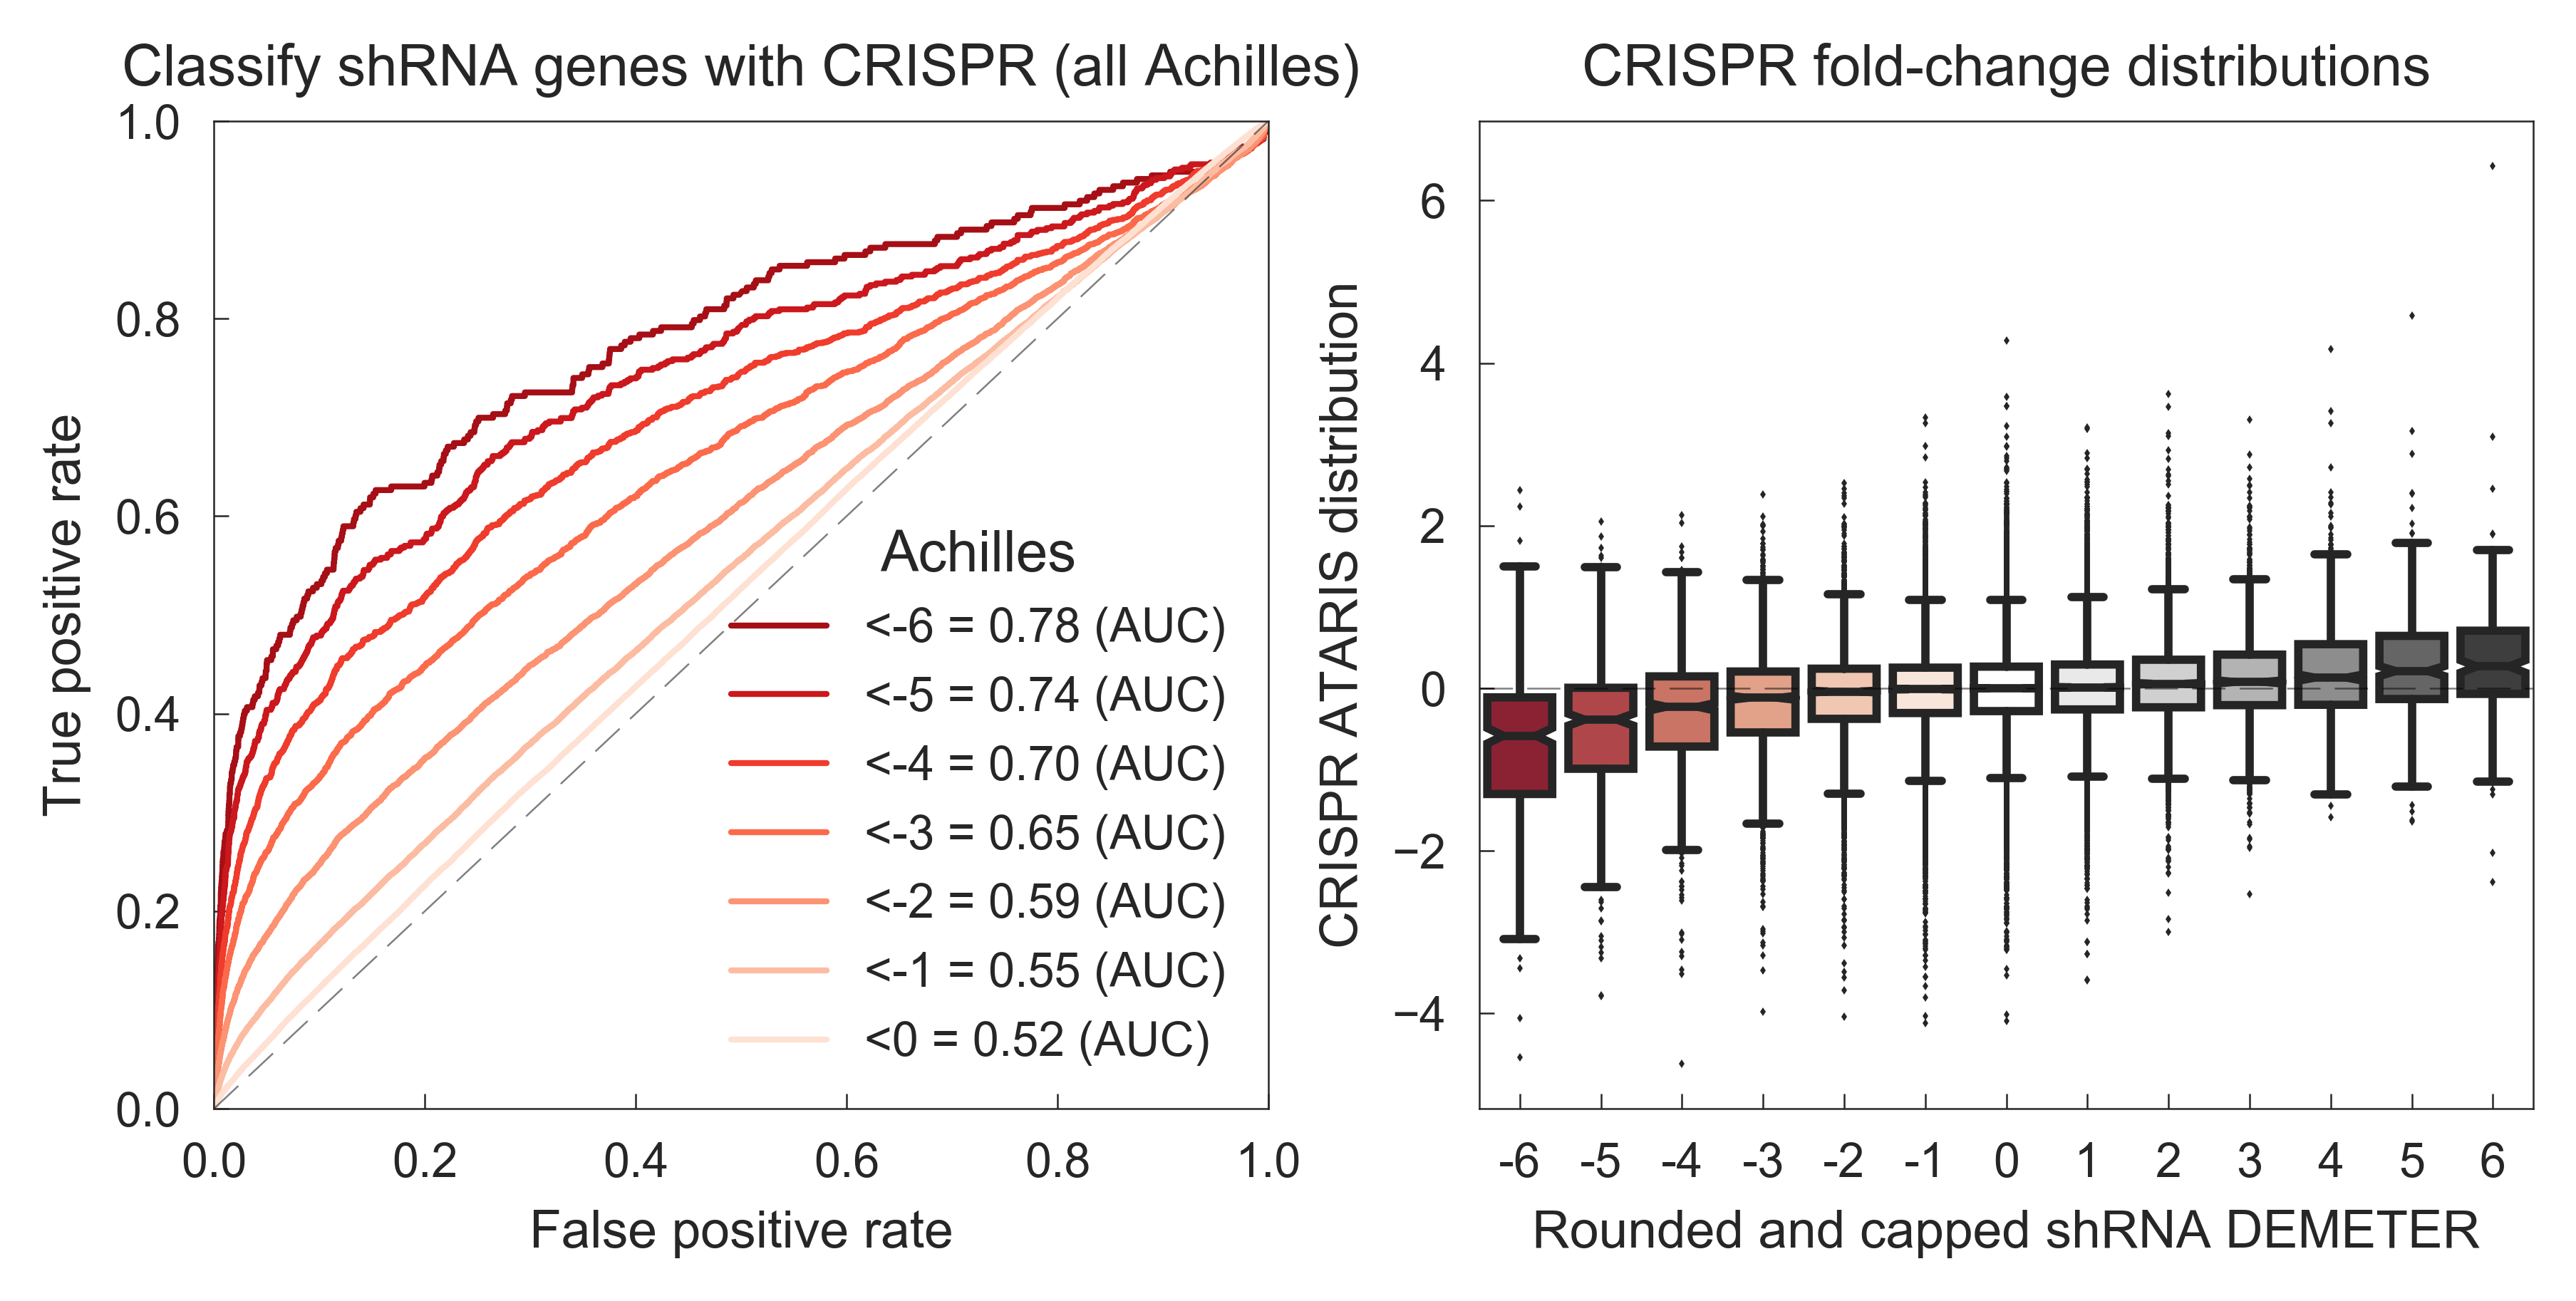 Classify shRNA genes with CRISPR (all Achilles)
1.0
0.8
0.6
0.4
0.2
0.0
True positive rate
Achilles
<-6 = 0.78 (AUC)
<-5 = 0.74 (AUC)
<-4 = 0.70 (AUC)
<-3 = 0.65 (AUC)
<-2 = 0.59 (AUC)
<-1 = 0.55 (AUC)
<0 = 0.52 (AUC)
0.0 0.2 0.4 0.6 0.8 1.0
False positive rate
CRISPR fold-change distributions
6
4
2
0
−2
−4
CRISPR ATARIS distribution
-6 -5 -4 -3 -2 -1 0 1 2 3 4 5 6
Rounded and capped shRNA DEMETER